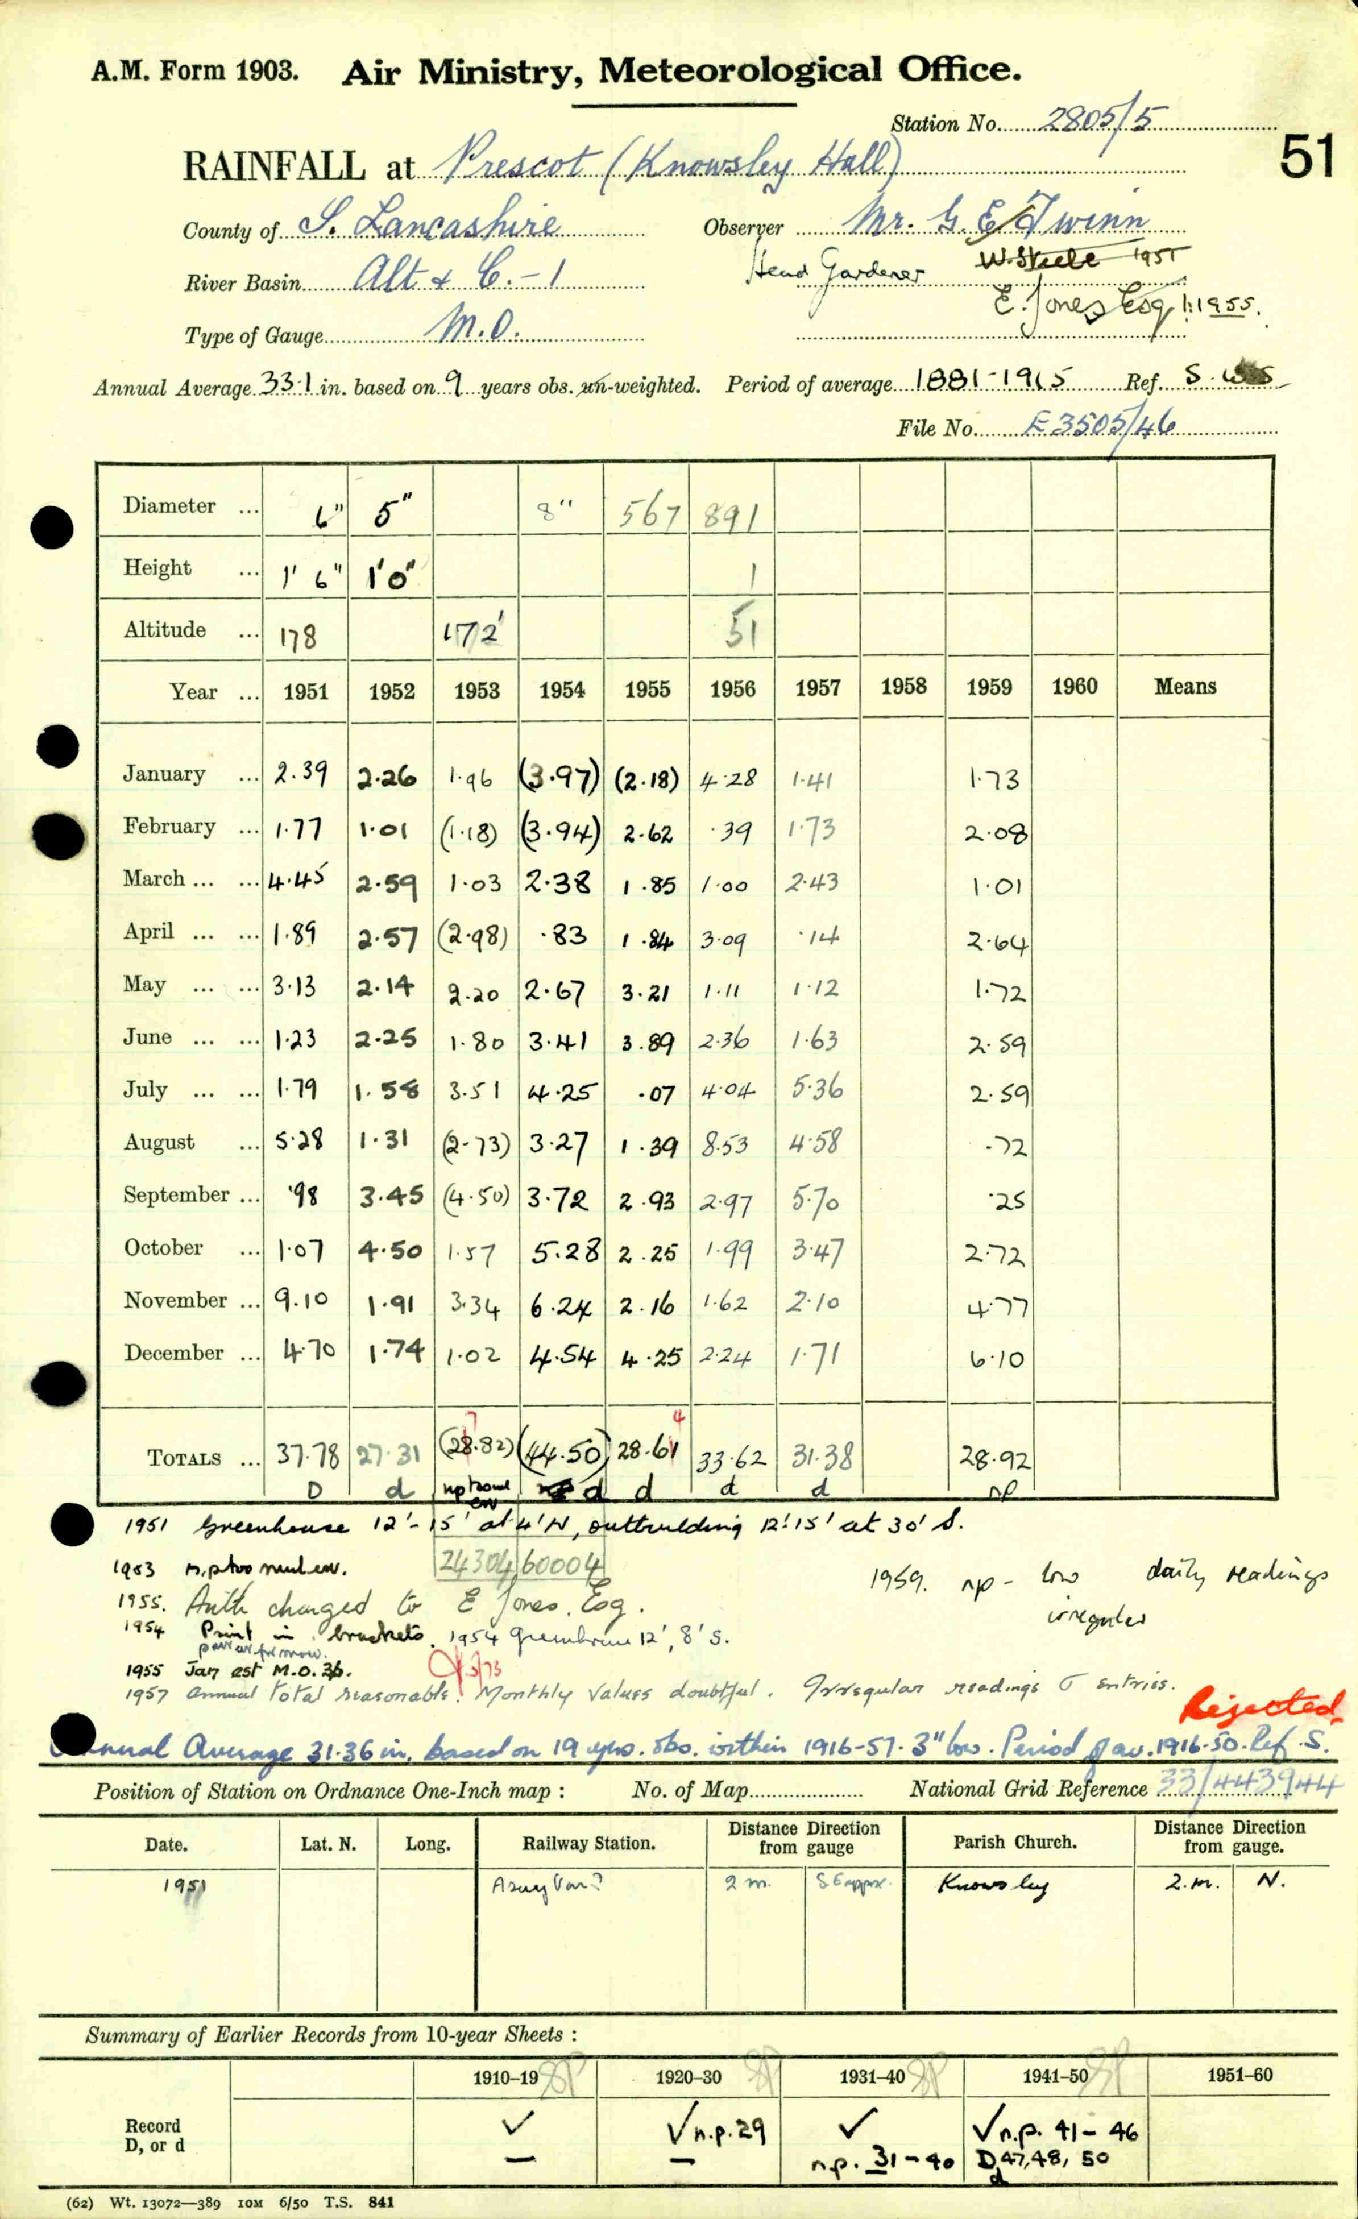 A.M. Form 1903. Air Ministry, Meteorological Office.
Station No. 2805/5
51
RAINFALL at Prescot (Knowsley Hall)
County of S. Lancashire Observer Mr. G. E. Twinn
Head Gardener W. Steele 1951
River Basin Alt & C. - 1
E. Jones Esq 1:1955.
Type of Gauge M.O.
Annual Average 33·1 in. based on 9 years obs. un-weighted. Period of average 1881-1915 Ref. S.
File No. E3505/46
Diameter ... 6" 5" 8" 567 891
Height ... 1' 6" 1'0" 1
Altitude ... 178 172' 51
Year ... 1951 1952 1953 1954 1955 1956 1957 1958 1959 1960 Means
January ... 2.39 2.26 1.96 (3.97) (2.18) 4.28 1.41 1.73
February ... 1.77 1.01 (1.18) (3.94) 2.62 .39 1.73 2.08
March ... ... 4.45 2.59 1.03 2.38 1.85 1.00 2.43 1.01
April ... ... 1.89 2.57 (2.98) .83 1.84 3.09 .14 2.64
May ... ... 3.13 2.14 2.20 2.67 3.21 1.11 1.12 1.72
June ... ... 1.23 2.25 1.80 3.41 3.89 2.36 1.63 2.59
July ... ... 1.79 1.58 3.51 4.25 .07 4.04 5.36 2.59
August ... 5.28 1.31 (2.73) 3.27 1.39 8.53 4.58 .72
September ... .98 3.45 (4.50) 3.72 2.93 2.97 5.70 .25
October ... 1.07 4.50 1.57 5.28 2.25 1.99 3.47 2.72
November ... 9.10 1.91 3.34 6.24 2.16 1.62 2.10 4.77
December ... 4.70 1.74 1.02 4.54 4.25 2.24 1.71 6.10
7 4
TOTALS ... 37.78 27.31 (28.82) (44.50) 28.61 33.62 31.38 28.92
D d np d d d d np
1951 Greenhouse 12'-15' at 4' N, outbuilding 12'.15' at 30' S.
1953 n.p too much err. 24304 60004
1959. np - low daily readings
irregular
1955. Auth changed to E Jones. Esq.
1954 Print in brackets. 1954 greenhouse 12', 8' S.
1955 Jan est M.O.3b. 3/73
1957 annual total reasonable. Monthly values doubtful. Irregular readings & entries.
Rejected
Annual Average 31.36 in. based on 19 yrs. obs. within 1916-57. 3" low. Period of av. 1916-50. Ref. S.
Position of Station on Ordnance One-Inch map : No. of Map National Grid Reference 33/443944
Date. Lat. N. Long. Railway Station. Distance from gauge Direction Parish Church. Distance from gauge. Direction
1951 2 m. SE appx. Knowsley 2.m. N.
Summary of Earlier Records from 10-year Sheets :
1910–19 1920–30 1931–40 1941–50 1951–60
Record D, or d ✓ ✓ n.p. 29 ✓ ✓ n.p. 41 - 46
— — n.p. 31-40 D 47,48, 50
d
(62) Wt. 13072—389 10M 6/50 T.S. 841